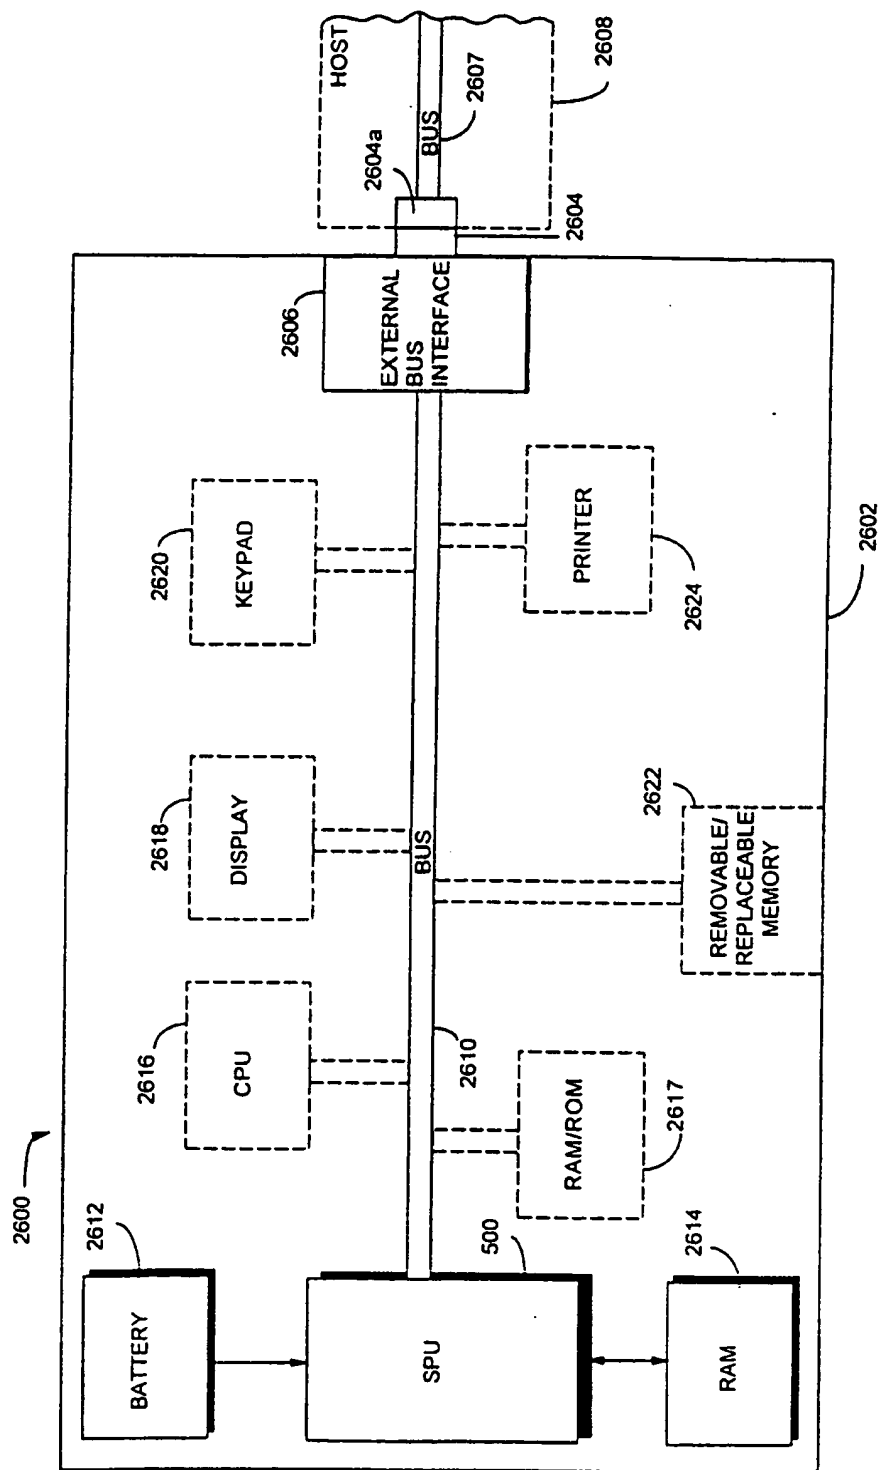 2600
BATTERY
2612
SPU
500
RAM
2614
CPU
2616
RAM/ROM
2617
2610
BUS
DISPLAY
2618
REMOVABLE/
REPLACEABLE
MEMORY
2622
KEYPAD
2620
PRINTER
2624
2602
EXTERNAL
BUS
INTERFACE
2606
2604
2604a
HOST
BUS
2607
2608